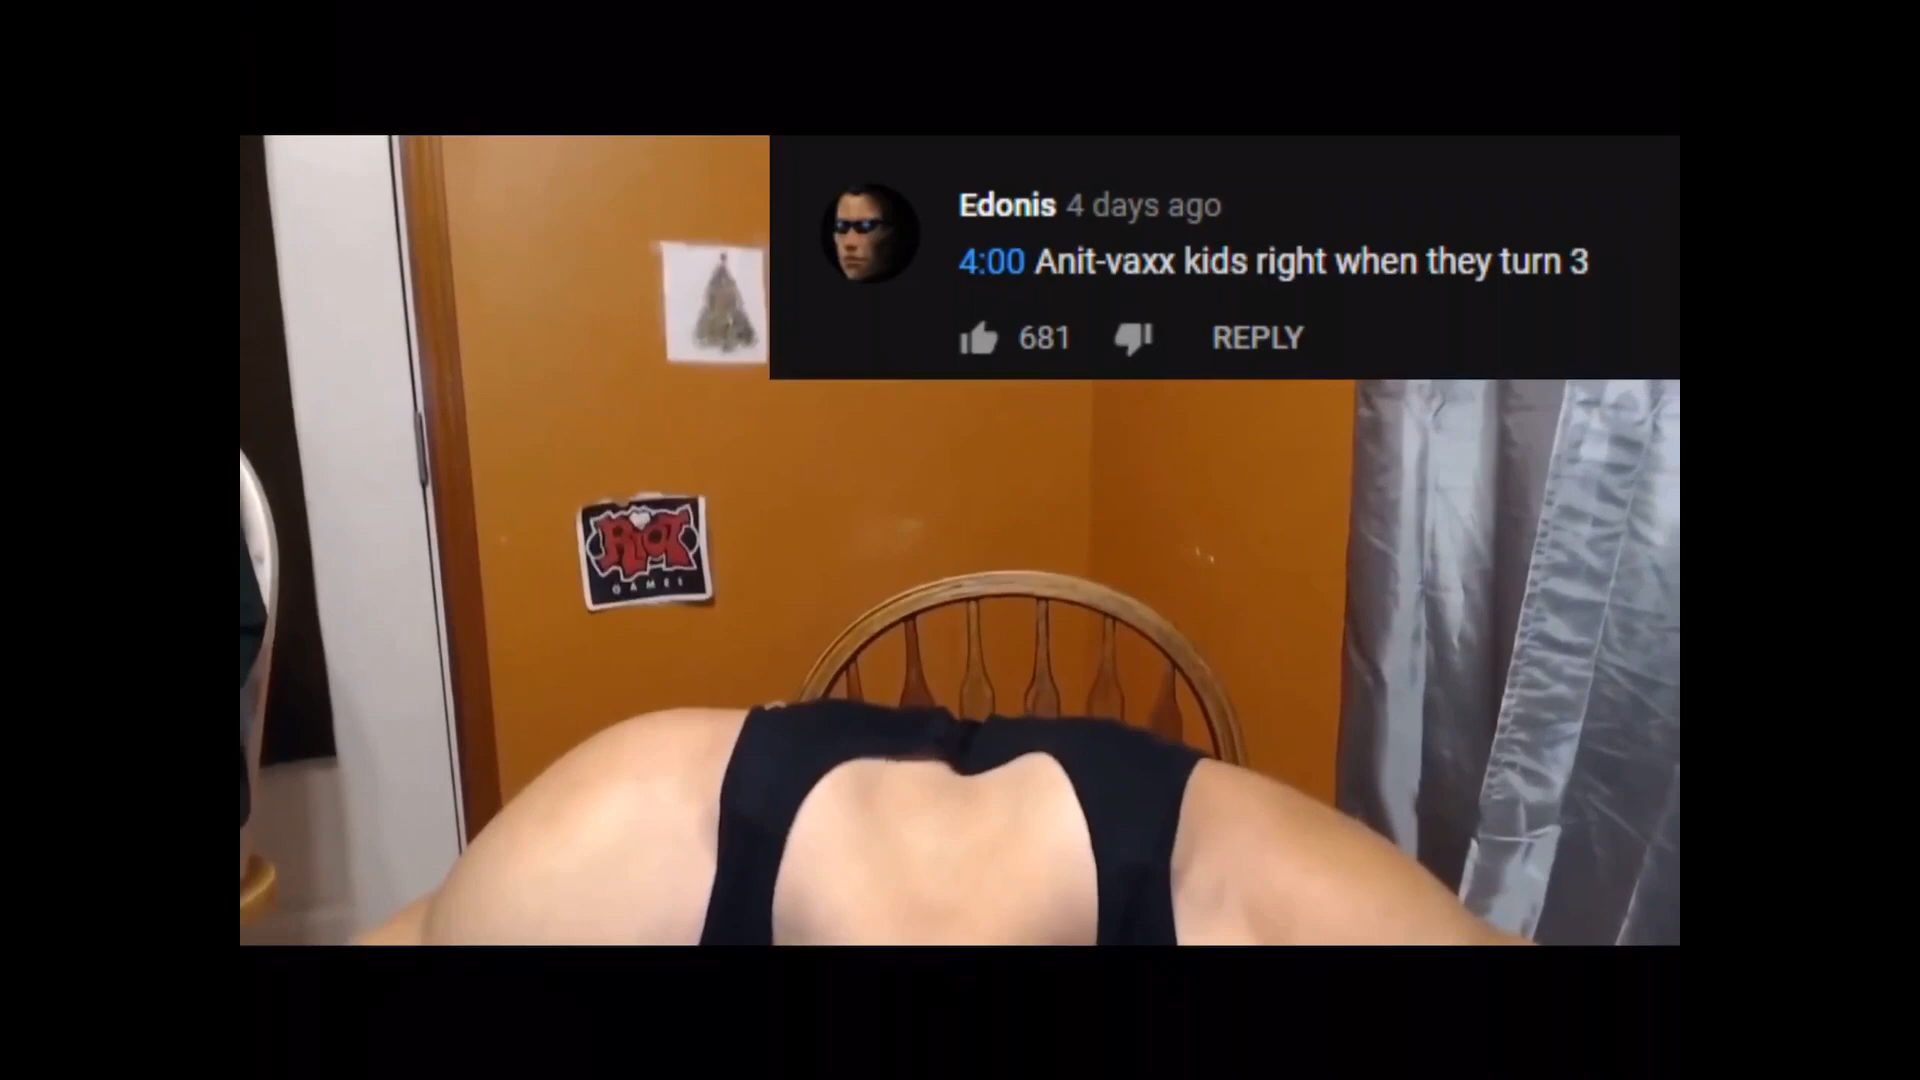 Edonis 4 days ago
4:00 Anit-vaxx kids right when they turn 3
681 REPLY
RIOT
GAMES